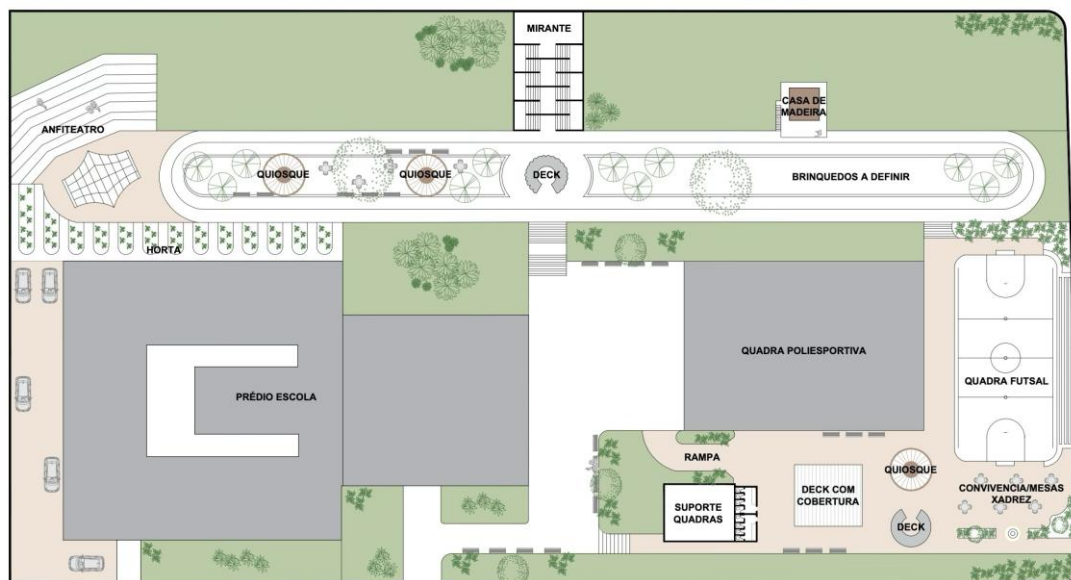 MIRANTE
CASA DE
MADEIRA
ANFITEATRO
QUIOSQUE
QUIOSQUE
DECK
BRINQUEDOS A DEFINIR
HORTA
PRÉDIO ESCOLA
QUADRA POLIESPORTIVA
QUADRA FUTSAL
RAMPA
QUIOSQUE
DECK COM
COBERTURA
CONVIVENCIA/MESAS
XADREZ
SUPORTE
QUADRAS
DECK